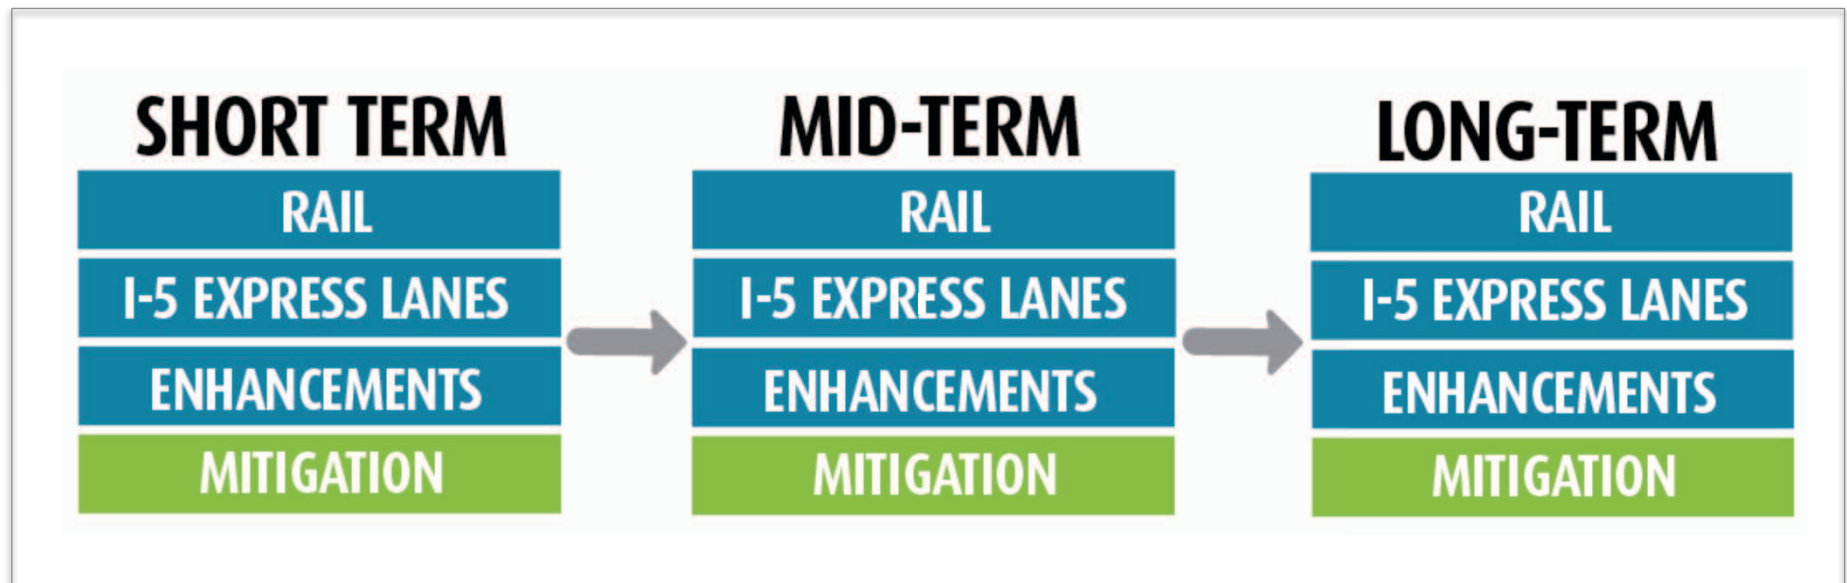 SHORT TERM
RAIL
I-5 EXPRESS LANES
ENHANCEMENTS
MITIGATION
MID-TERM
RAIL
I-5 EXPRESS LANES
ENHANCEMENTS
MITIGATION
LONG-TERM
RAIL
I-5 EXPRESS LANES
ENHANCEMENTS
MITIGATION